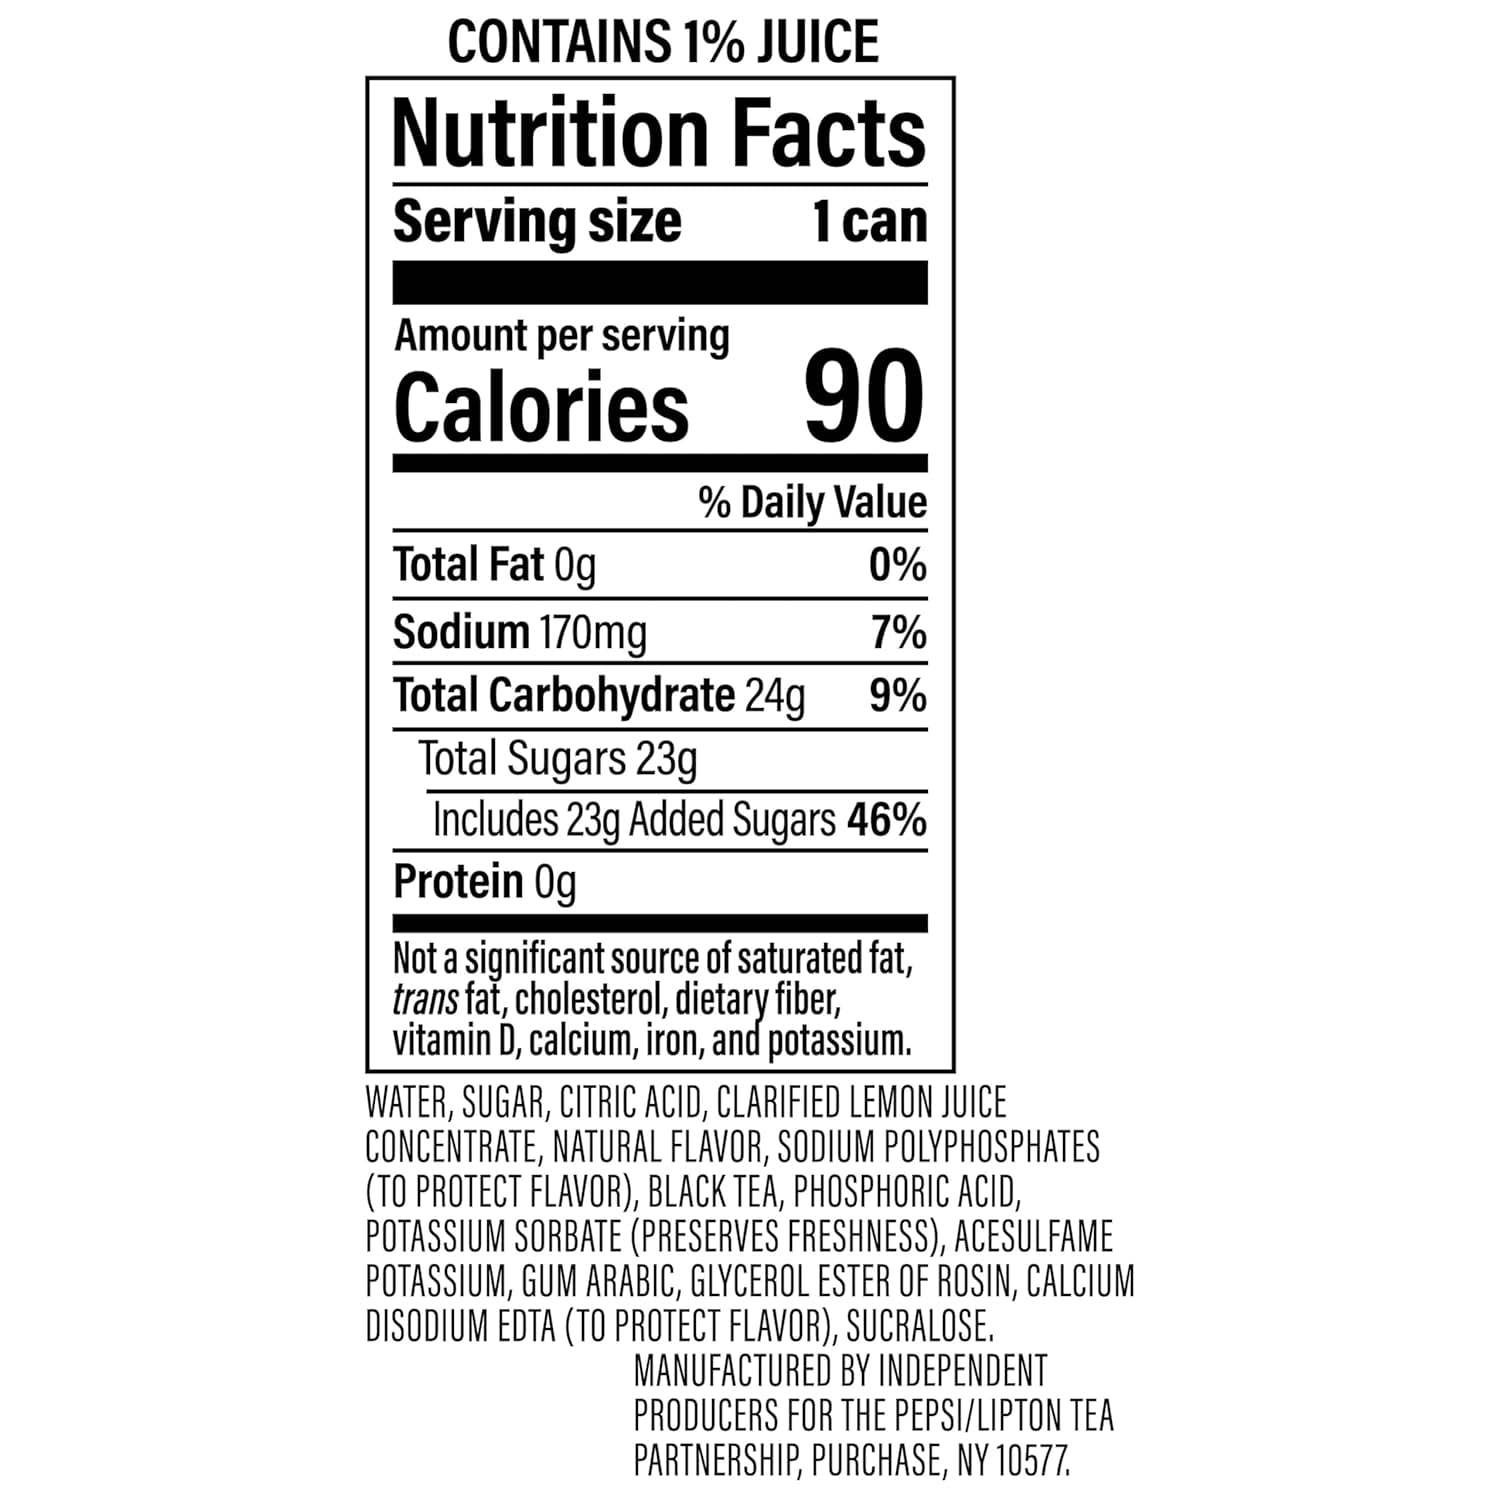 CONTAINS 1% JUICE
Nutrition Facts
Serving size 1 can
Amount per serving
Calories 90
% Daily Value
Total Fat 0g 0%
Sodium 170mg 7%
Total Carbohydrate 24g 9%
Total Sugars 23g
Includes 23g Added Sugars 46%
Protein 0g
Not a significant source of saturated fat,
trans fat, cholesterol, dietary fiber,
vitamin D, calcium, iron, and potassium.
WATER, SUGAR, CITRIC ACID, CLARIFIED LEMON JUICE
CONCENTRATE, NATURAL FLAVOR, SODIUM POLYPHOSPHATES
(TO PROTECT FLAVOR), BLACK TEA, PHOSPHORIC ACID,
POTASSIUM SORBATE (PRESERVES FRESHNESS), ACESULFAME
POTASSIUM, GUM ARABIC, GLYCEROL ESTER OF ROSIN, CALCIUM
DISODIUM EDTA (TO PROTECT FLAVOR), SUCRALOSE.
MANUFACTURED BY INDEPENDENT
PRODUCERS FOR THE PEPSI/LIPTON TEA
PARTNERSHIP, PURCHASE, NY 10577.